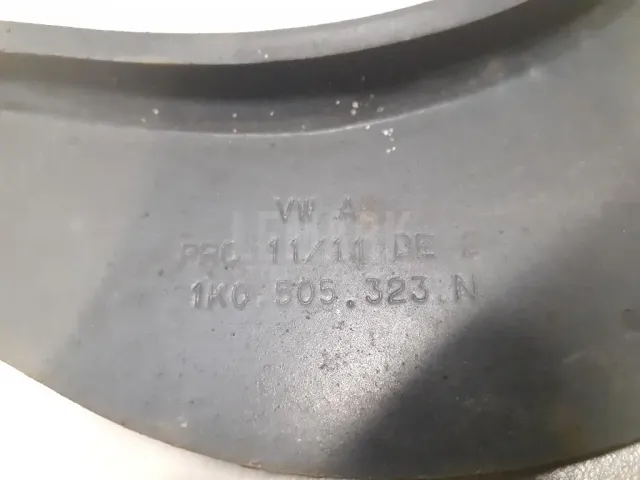 VW A
PRC 11/11 DE
1K0.505.323.N